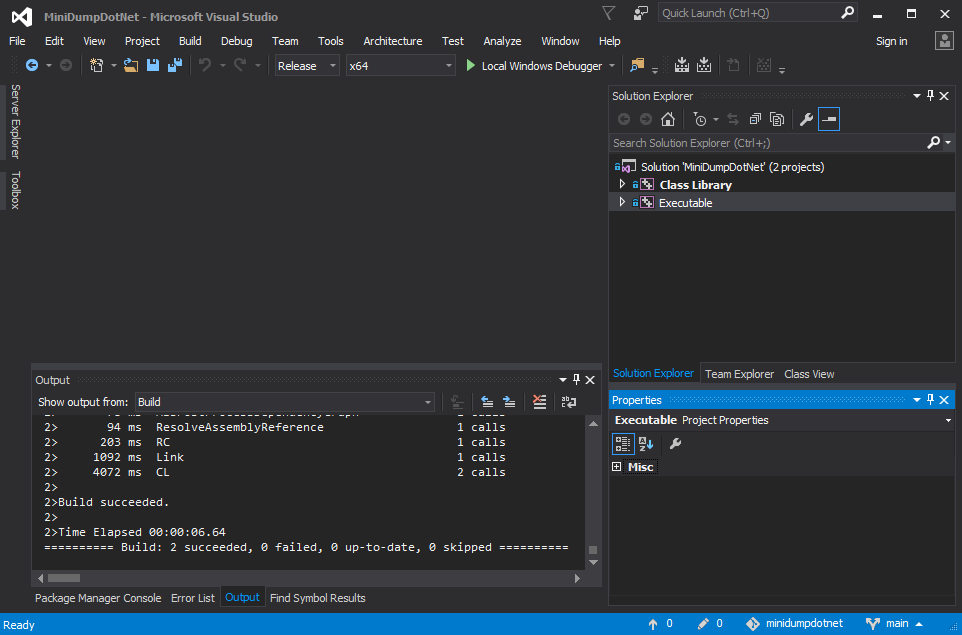 MiniDumpDotNet - Microsoft Visual Studio
Quick Launch (Ctrl+Q)
File Edit View Project Build Debug Team Tools Architecture Test Analyze Window Help Sign in
Release x64 Local Windows Debugger
Server Explorer
Toolbox
Solution Explorer
Search Solution Explorer (Ctrl+;)
Solution 'MiniDumpDotNet' (2 projects)
Class Library
Executable
Solution Explorer Team Explorer Class View
Output
Show output from: Build
2> 94 ms ResolveAssemblyReference 1 calls
2> 203 ms RC 1 calls
2> 1092 ms Link 1 calls
2> 4072 ms CL 2 calls
2>
2>Build succeeded.
2>
2>Time Elapsed 00:00:06.64
========== Build: 2 succeeded, 0 failed, 0 up-to-date, 0 skipped ==========
Package Manager Console Error List Output Find Symbol Results
Properties
Executable Project Properties
Misc
Ready 0 0 minidumpdotnet main